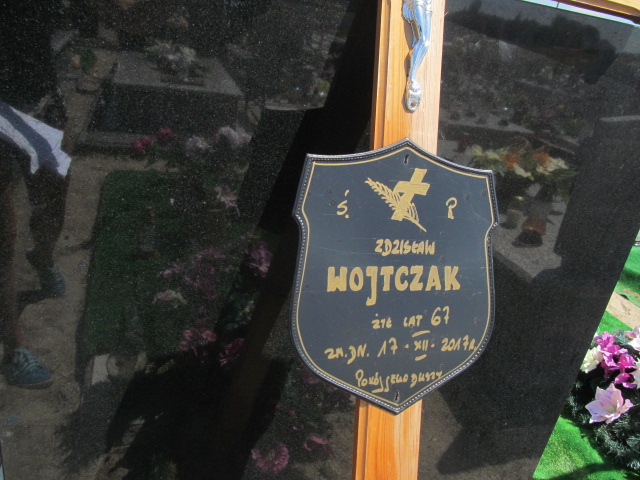 Ś. P
ZDZISŁAW
WOJTCZAK
ŻYŁ LAT 67
ZM. DN. 17 - XII - 2017 R.
Pokój Jego Duszy